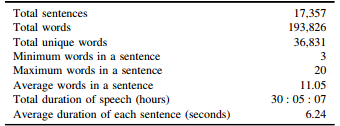 Total sentences 17,357
Total words 193,826
Total unique words 36,831
Minimum words in a sentence 3
Maximum words in a sentence 20
Average words in a sentence 11.05
Total duration of speech (hours) 30 : 05 : 07
Average duration of each sentence (seconds) 6.24